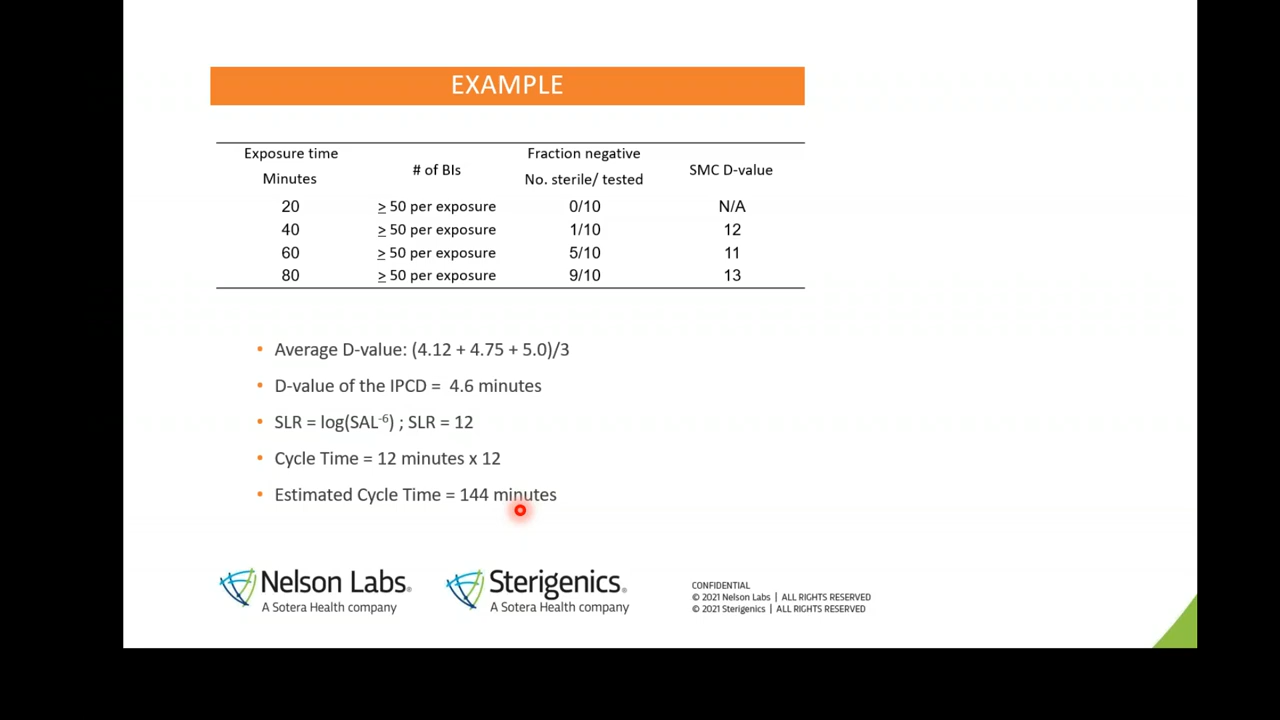 EXAMPLE
Exposure time
Minutes
# of BIs
Fraction negative
No. sterile/ tested
SMC D-value
20 ≥ 50 per exposure 0/10 N/A
40 ≥ 50 per exposure 1/10 12
60 ≥ 50 per exposure 5/10 11
80 ≥ 50 per exposure 9/10 13
• Average D-value: (4.12 + 4.75 + 5.0)/3
• D-value of the IPCD = 4.6 minutes
• SLR = log(SAL⁻⁶) ; SLR = 12
• Cycle Time = 12 minutes x 12
• Estimated Cycle Time = 144 minutes
Nelson Labs®
A Sotera Health company
Sterigenics®
A Sotera Health company
CONFIDENTIAL
© 2021 Nelson Labs | ALL RIGHTS RESERVED
© 2021 Sterigenics | ALL RIGHTS RESERVED